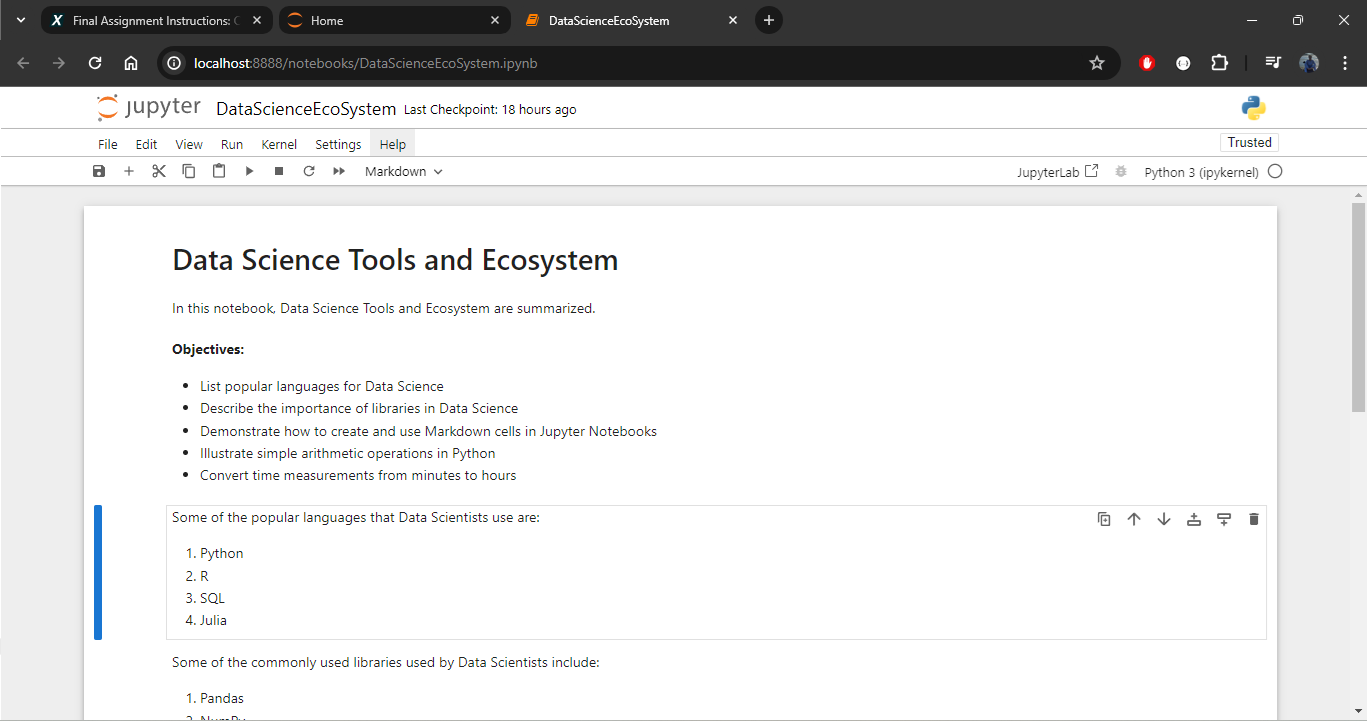 Final Assignment Instructions: C
Home
DataScienceEcoSystem
localhost:8888/notebooks/DataScienceEcoSystem.ipynb
jupyter DataScienceEcoSystem Last Checkpoint: 18 hours ago
File Edit View Run Kernel Settings Help Trusted
Markdown JupyterLab Python 3 (ipykernel)
Data Science Tools and Ecosystem
In this notebook, Data Science Tools and Ecosystem are summarized.
Objectives:
• List popular languages for Data Science
• Describe the importance of libraries in Data Science
• Demonstrate how to create and use Markdown cells in Jupyter Notebooks
• Illustrate simple arithmetic operations in Python
• Convert time measurements from minutes to hours
Some of the popular languages that Data Scientists use are:
1. Python
2. R
3. SQL
4. Julia
Some of the commonly used libraries used by Data Scientists include:
1. Pandas
2. NumPy